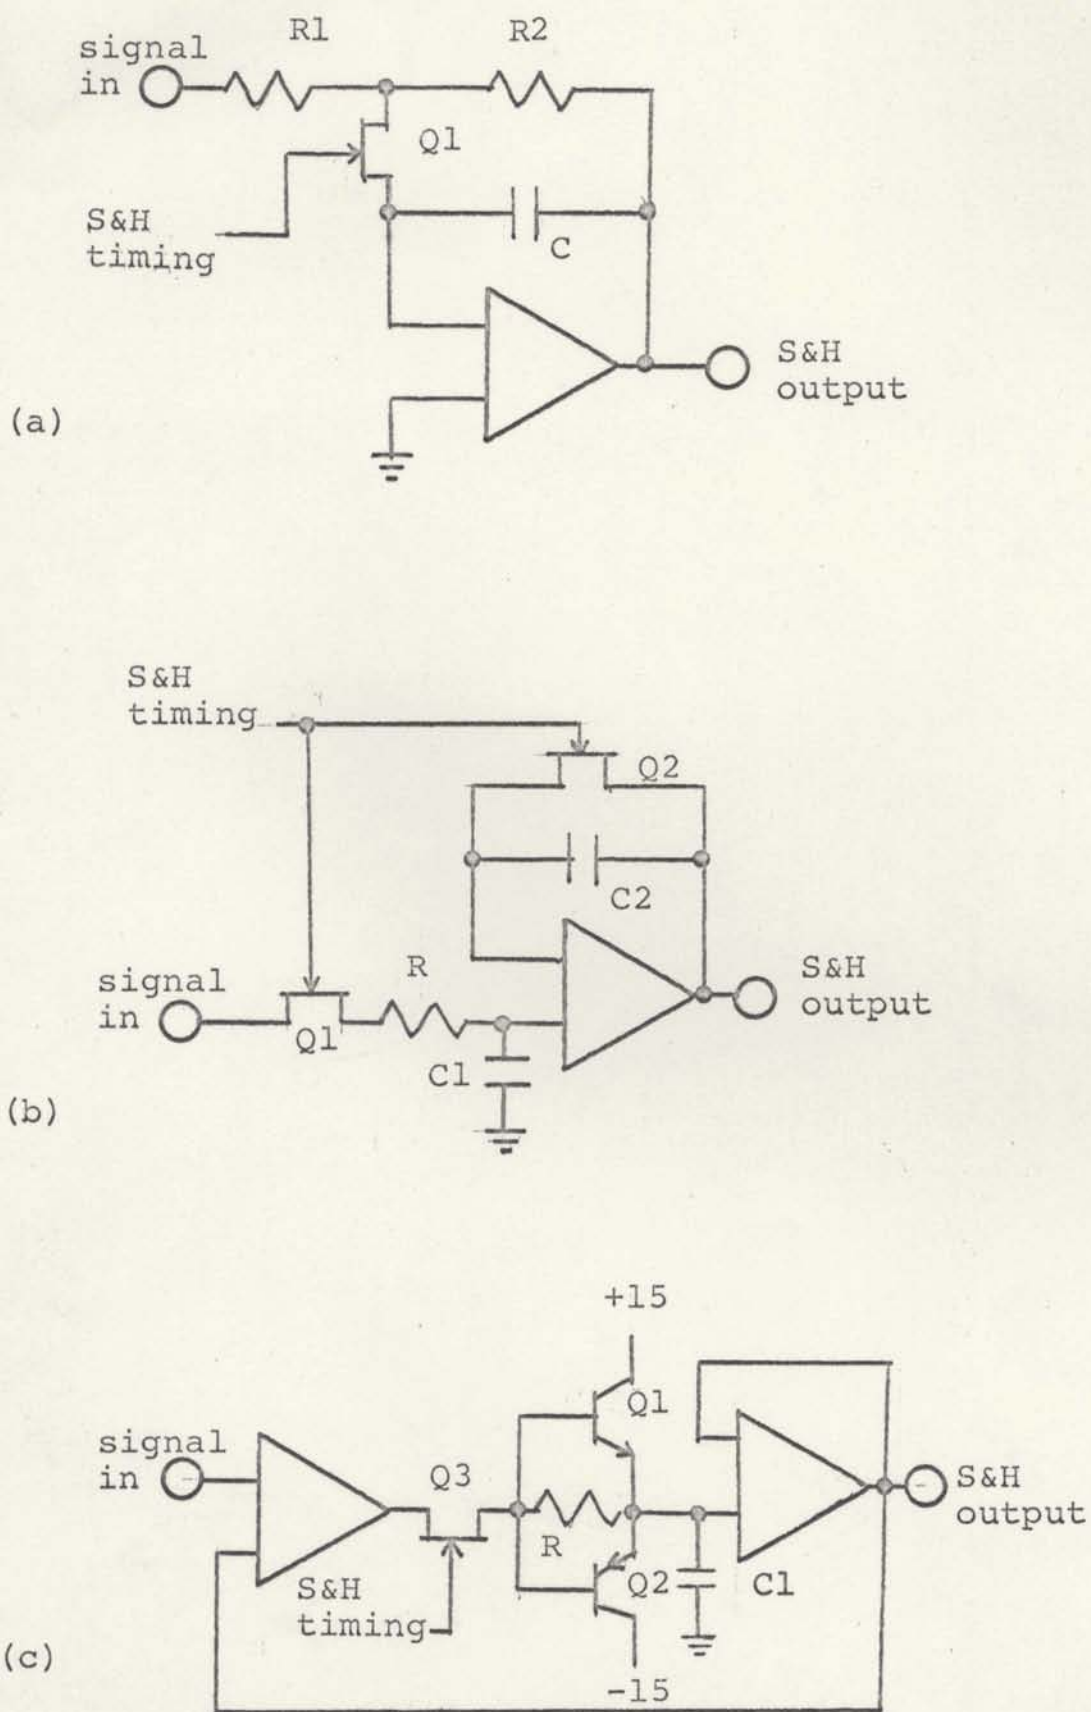 R1
R2
signal
in
Q1
S&H
timing
C
S&H
output
(a)
S&H
timing
Q2
C2
signal
in
R
S&H
output
Q1
C1
(b)
+15
Q1
signal
in
Q3
S&H
output
R
Q2
C1
S&H
timing
(c)
-15